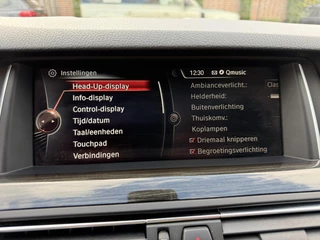 Instellingen
12:30 Qmusic
Head-Up-display
Info-display
Control-display
Tijd/datum
Taal/eenheden
Touchpad
Verbindingen
Ambianceverlicht.: Clas
Helderheid:
Buitenverlichting
Thuiskomv.:
Koplampen
Driemaal knipperen
Begroetingsverlichting